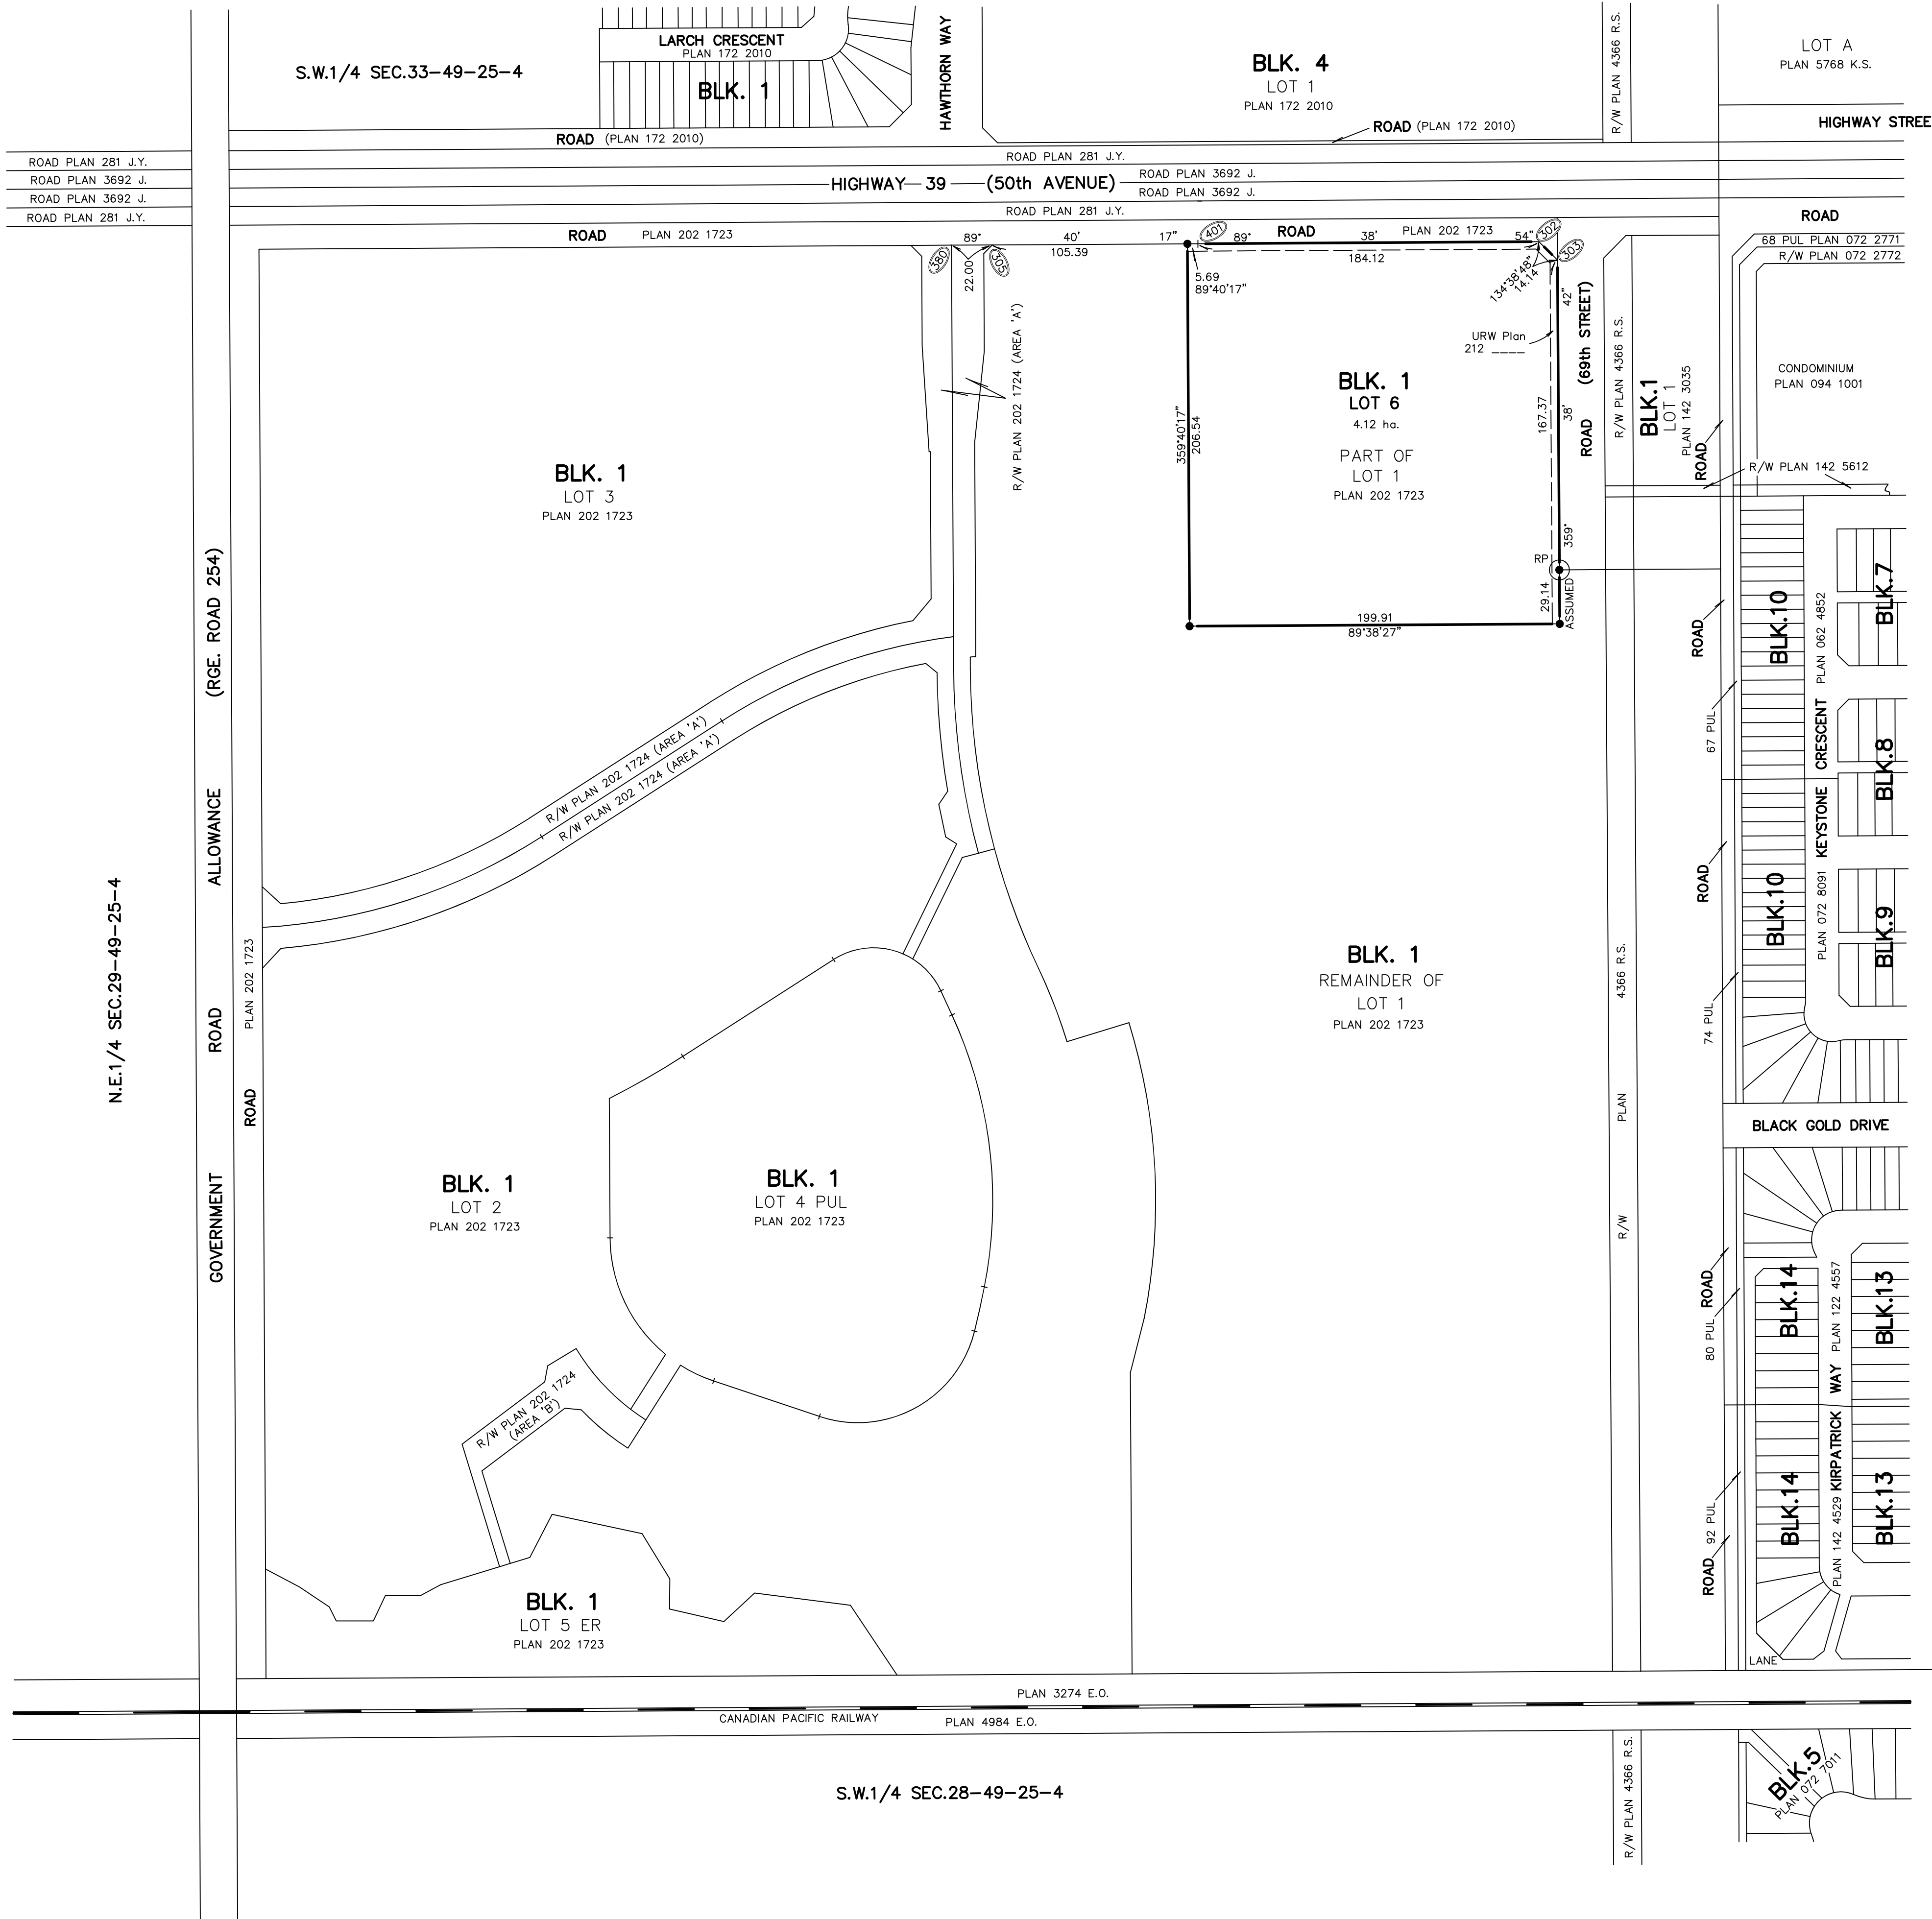 LARCH CRESCENT
PLAN 172 2010
S.W.1/4 SEC.33-49-25-4
BLK. 1
HAWTHORN WAY
BLK. 4
LOT 1
PLAN 172 2010
R/W PLAN 4366 R.S.
LOT A
PLAN 5768 K.S.
HIGHWAY STREE
ROAD (PLAN 172 2010)
ROAD (PLAN 172 2010)
ROAD PLAN 281 J.Y.
ROAD PLAN 3692 J.
ROAD PLAN 3692 J.
ROAD PLAN 281 J.Y.
ROAD PLAN 281 J.Y.
HIGHWAY 39 (50th AVENUE)
ROAD PLAN 3692 J.
ROAD PLAN 3692 J.
ROAD PLAN 281 J.Y.
ROAD
ROAD PLAN 202 1723
89° 40' 17"
105.39
401
89° 38' 54"
ROAD PLAN 202 1723
184.12
302
303
380
22.00
305
5.69
89°40'17"
134°38'48"
14.14
68 PUL PLAN 072 2771
R/W PLAN 072 2772
R/W PLAN 202 1724 (AREA 'A')
URW Plan
212 ____
359° 38' 42"
ROAD (69th STREET)
R/W PLAN 4366 R.S.
BLK.1
LOT 1
PLAN 142 3035
ROAD
CONDOMINIUM
PLAN 094 1001
R/W PLAN 142 5612
BLK. 1
LOT 6
4.12 ha.
PART OF
LOT 1
PLAN 202 1723
359°40'17"
206.54
167.37
RP
29.14
ASSUMED
199.91
89°38'27"
BLK. 1
LOT 3
PLAN 202 1723
(RGE. ROAD 254)
ALLOWANCE
ROAD
GOVERNMENT
N.E.1/4 SEC.29-49-25-4
PLAN 202 1723
ROAD
R/W PLAN 202 1724 (AREA 'A')
R/W PLAN 202 1724 (AREA 'A')
BLK. 1
REMAINDER OF
LOT 1
PLAN 202 1723
4366 R.S.
PLAN
R/W
ROAD
67 PUL
ROAD
74 PUL
BLK.10
PLAN 062 4852
BLK.7
CRESCENT
BLK.8
KEYSTONE
BLK.10
PLAN 072 8091
BLK.9
BLACK GOLD DRIVE
BLK. 1
LOT 2
PLAN 202 1723
BLK. 1
LOT 4 PUL
PLAN 202 1723
ROAD
80 PUL
BLK.14
PLAN 122 4557
BLK.13
WAY
KIRPATRICK
92 PUL
ROAD
BLK.14
PLAN 142 4529
BLK.13
R/W PLAN 202 1724
(AREA 'B')
BLK. 1
LOT 5 ER
PLAN 202 1723
LANE
PLAN 3274 E.O.
CANADIAN PACIFIC RAILWAY
PLAN 4984 E.O.
S.W.1/4 SEC.28-49-25-4
R/W PLAN 4366 R.S.
BLK.5
PLAN 072 7011